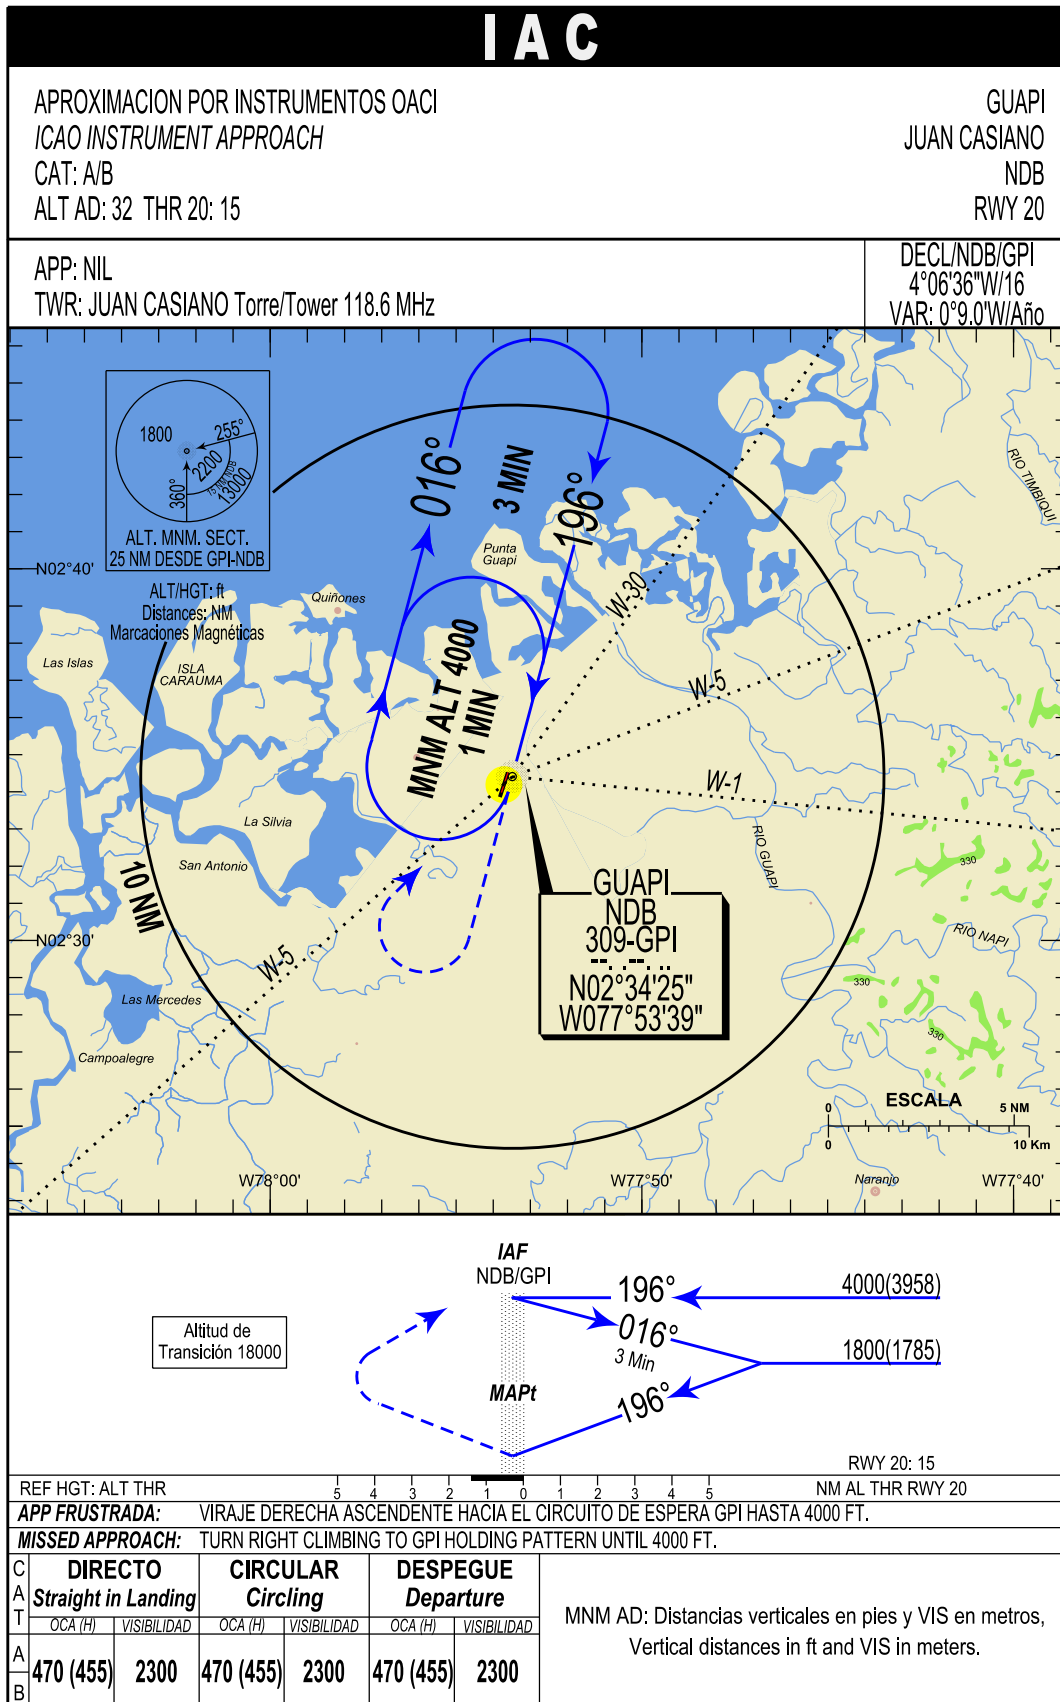 IAC
APROXIMACION POR INSTRUMENTOS OACI
ICAO INSTRUMENT APPROACH
CAT: A/B
ALT AD: 32 THR 20: 15
GUAPI
JUAN CASIANO
NDB
RWY 20
APP: NIL
TWR: JUAN CASIANO Torre/Tower 118.6 MHz
DECL/NDB/GPI
4°06'36"W/16
VAR: 0°9.0'W/Año
1800
255°
2200
75 NM NDB
13000
360°
ALT. MNM. SECT.
25 NM DESDE GPI-NDB
ALT/HGT: ft
Distances: NM
Marcaciones Magnéticas
016°
3 MIN
196°
RIO TIMBIQUI
N02°40'
Punta
Guapi
Quiñones
W-30
Las Islas
ISLA
CARAUMA
MNM ALT 4000
1 MIN
W-5
W-1
La Silvia
San Antonio
RIO GUAPI
330
10 NM
GUAPI
NDB
309-GPI
N02°34'25"
W077°53'39"
N02°30'
RIO NAPI
W-5
330
Las Mercedes
330
Campoalegre
ESCALA
0 5 NM
0 10 Km
W78°00'
W77°50'
Naranjo
W77°40'
IAF
NDB/GPI
196°
4000(3958)
016°
3 Min
1800(1785)
Altitud de
Transición 18000
MAPt
196°
RWY 20: 15
REF HGT: ALT THR
5 4 3 2 1 0 1 2 3 4 5
NM AL THR RWY 20
APP FRUSTRADA: VIRAJE DERECHA ASCENDENTE HACIA EL CIRCUITO DE ESPERA GPI HASTA 4000 FT.
MISSED APPROACH: TURN RIGHT CLIMBING TO GPI HOLDING PATTERN UNTIL 4000 FT.
CAT
DIRECTO CIRCULAR DESPEGUE
Straight in Landing Circling Departure
OCA (H) VISIBILIDAD OCA (H) VISIBILIDAD OCA (H) VISIBILIDAD
A
B
470 (455) 2300 470 (455) 2300 470 (455) 2300
MNM AD: Distancias verticales en pies y VIS en metros,
Vertical distances in ft and VIS in meters.